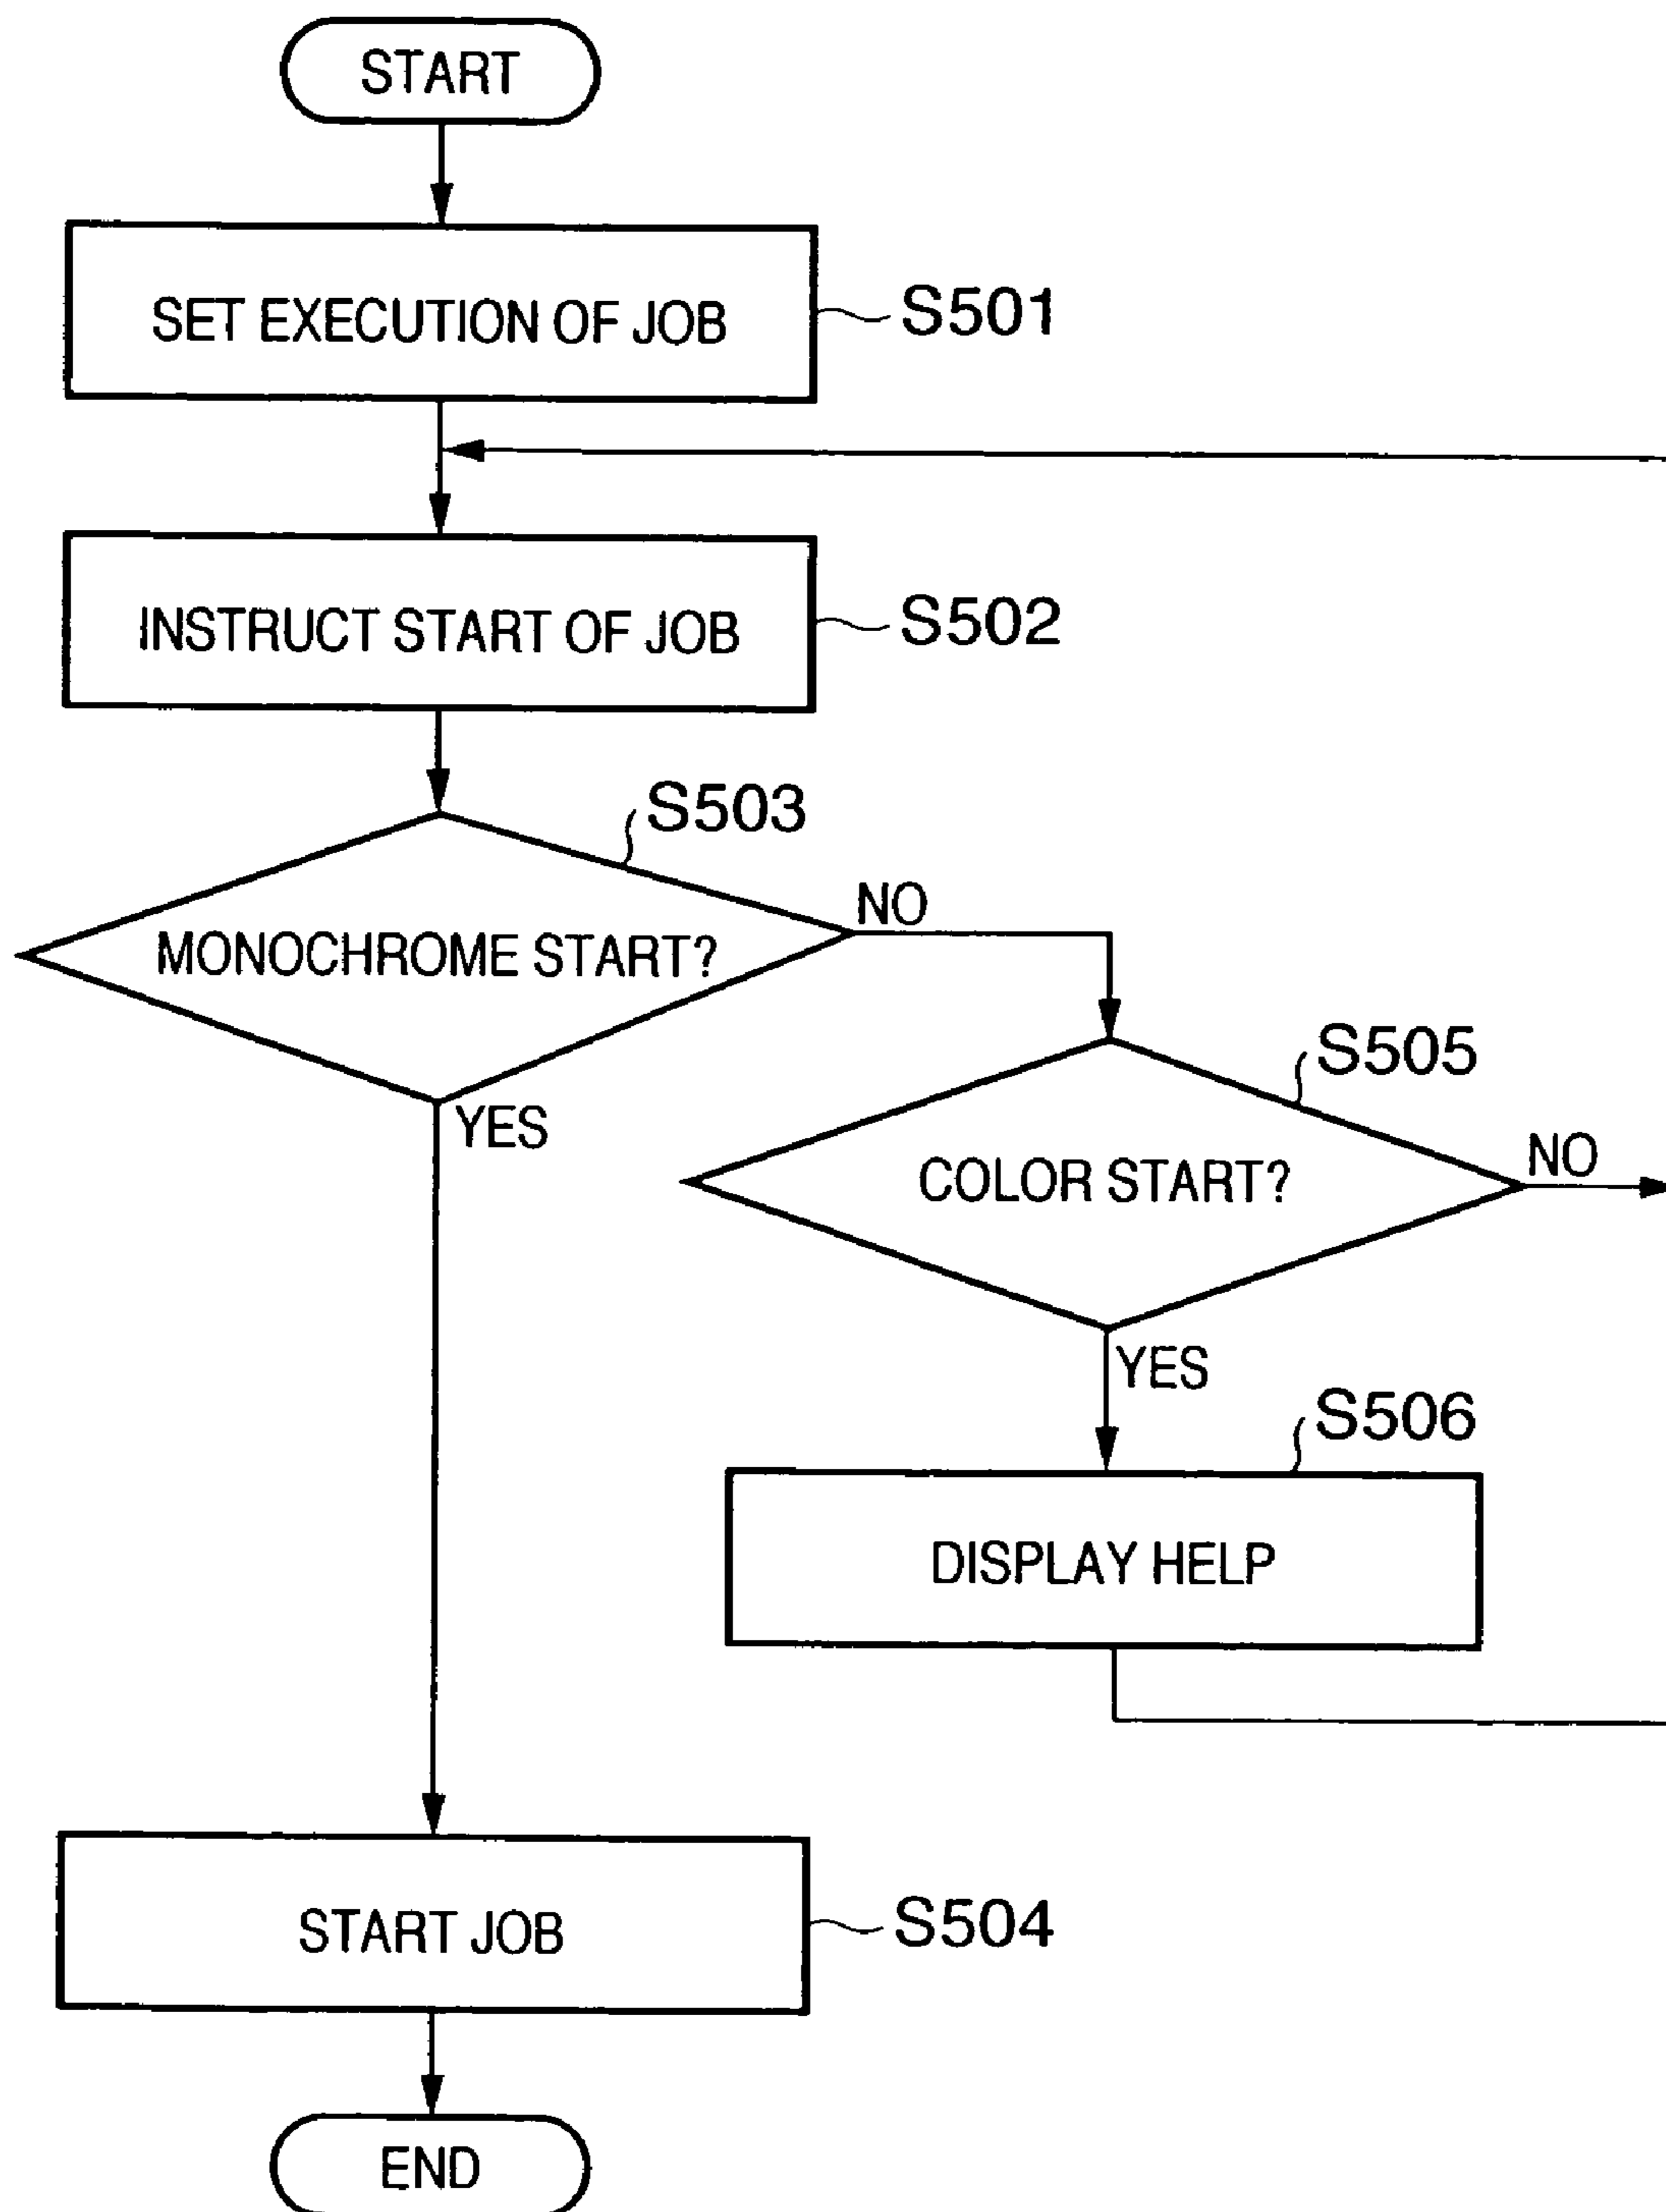 START
SET EXECUTION OF JOB
S501
INSTRUCT START OF JOB
S502
S503
NO
MONOCHROME START?
YES
S505
NO
COLOR START?
YES
S506
DISPLAY HELP
START JOB
S504
END